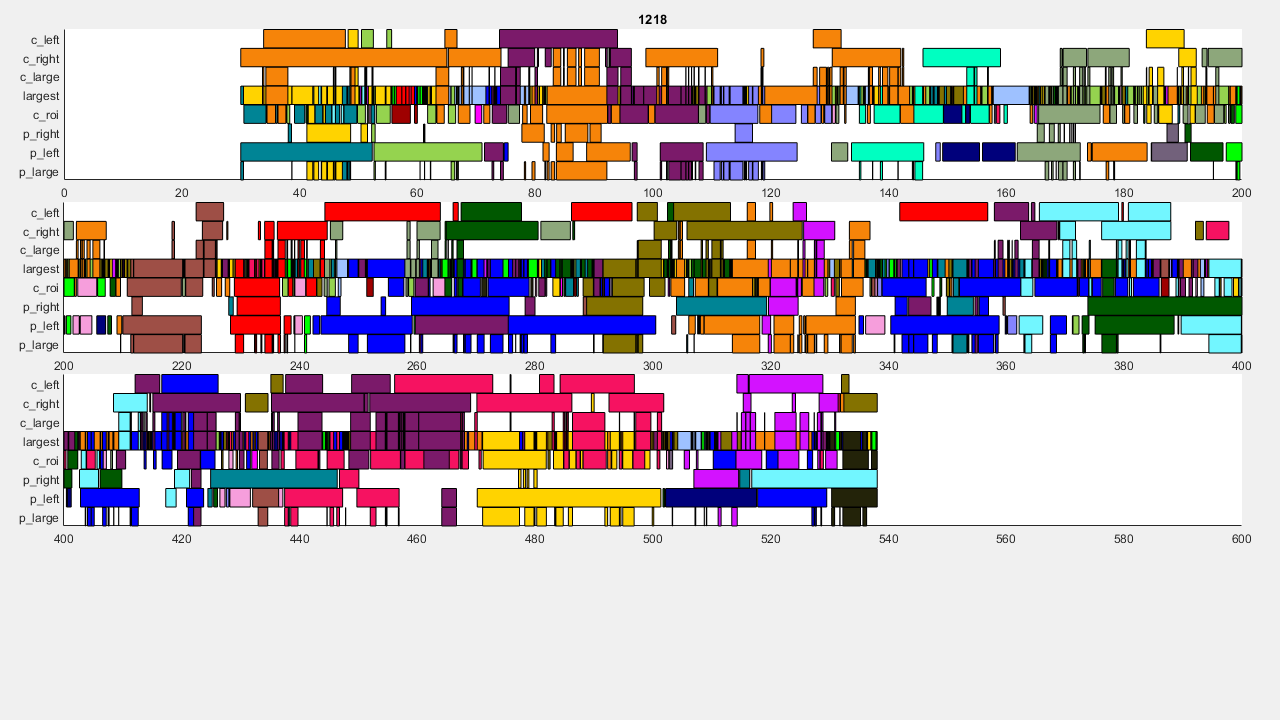 1218
c_left
c_right
c_large
largest
c_roi
p_right
p_left
p_large
0 20 40 60 80 100 120 140 160 180 200
c_left
c_right
c_large
largest
c_roi
p_right
p_left
p_large
200 220 240 260 280 300 320 340 360 380 400
c_left
c_right
c_large
largest
c_roi
p_right
p_left
p_large
400 420 440 460 480 500 520 540 560 580 600